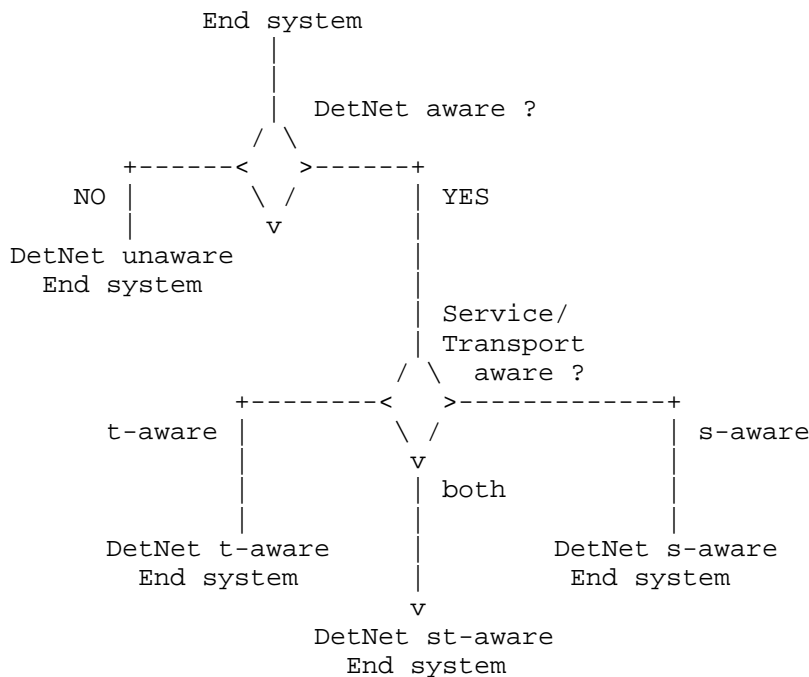 End system
DetNet aware ?
NO
YES
DetNet unaware
End system
Service/
Transport
aware ?
t-aware
s-aware
both
DetNet t-aware
End system
DetNet s-aware
End system
DetNet st-aware
End system